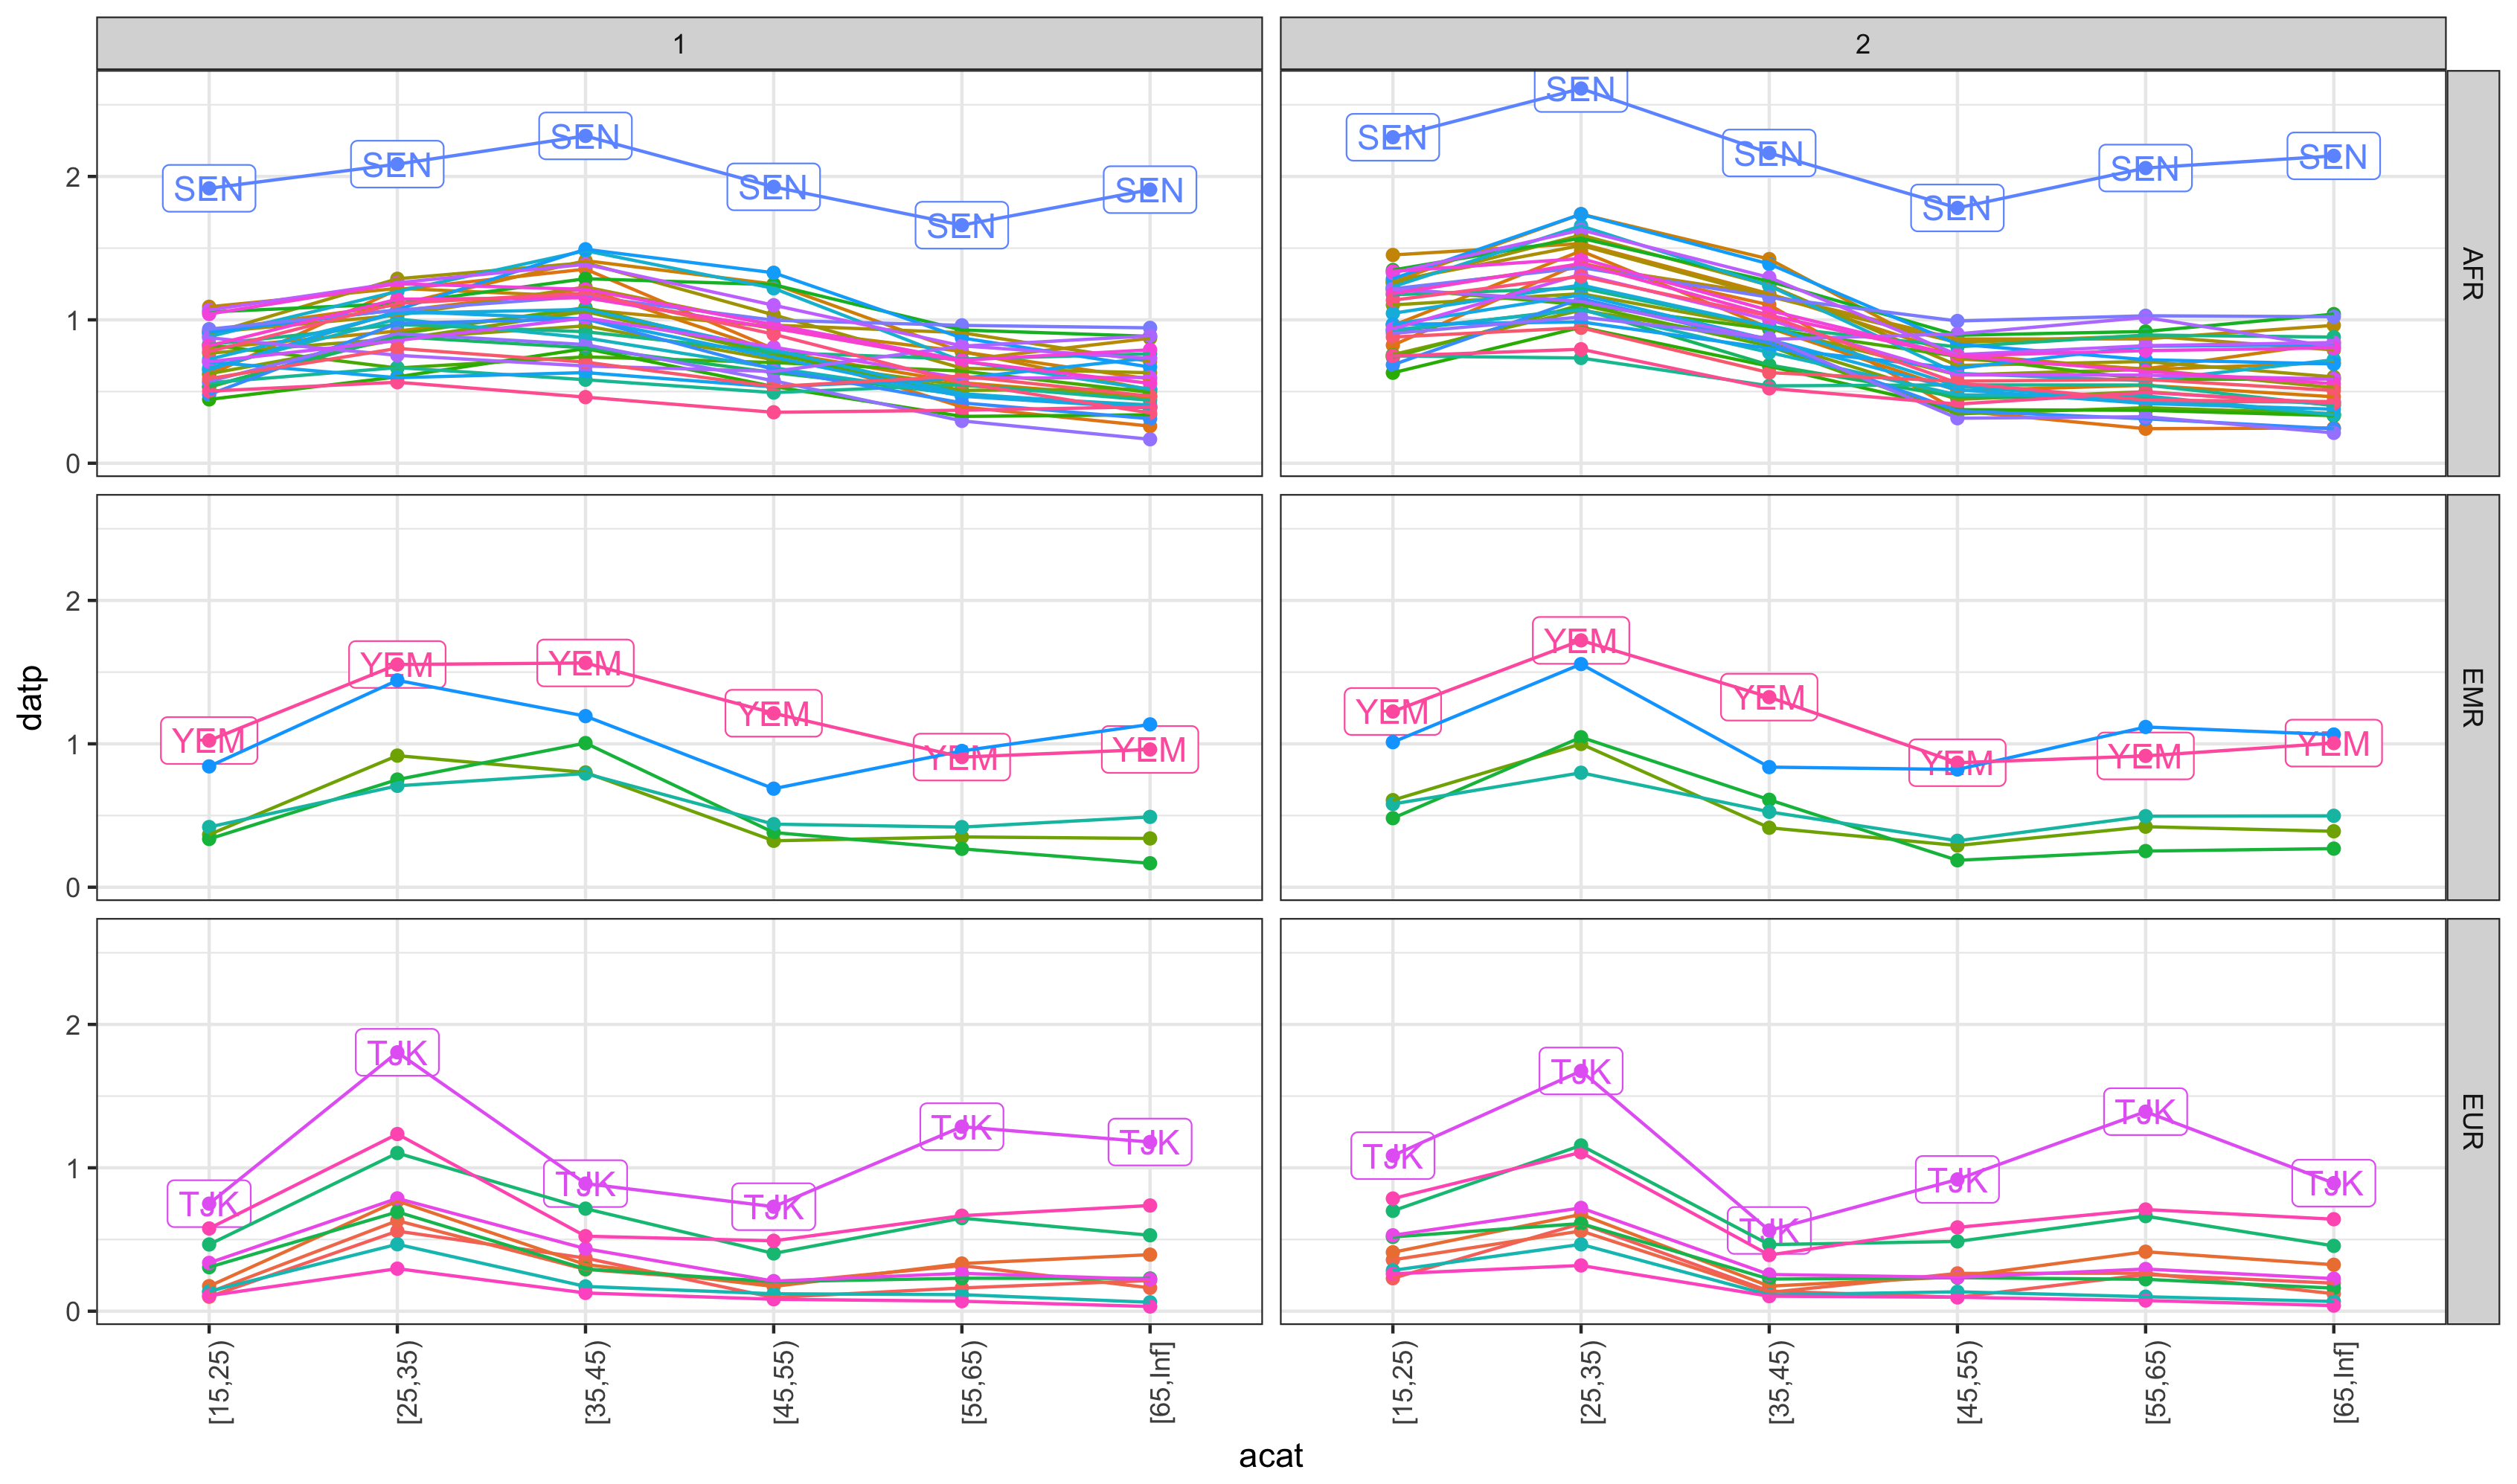 1 2
datp
2
1
0
AFR
SEN SEN SEN SEN SEN SEN
SEN SEN SEN SEN SEN SEN
2
1
0
EMR
YEM YEM YEM YEM YEM YEM
YEM YEM YEM YEM YEM YEM
2
1
0
EUR
TJK TJK TJK TJK TJK TJK
TJK TJK TJK TJK TJK TJK
[15,25) [25,35) [35,45) [45,55) [55,65) [65,Inf]
[15,25) [25,35) [35,45) [45,55) [55,65) [65,Inf]
acat